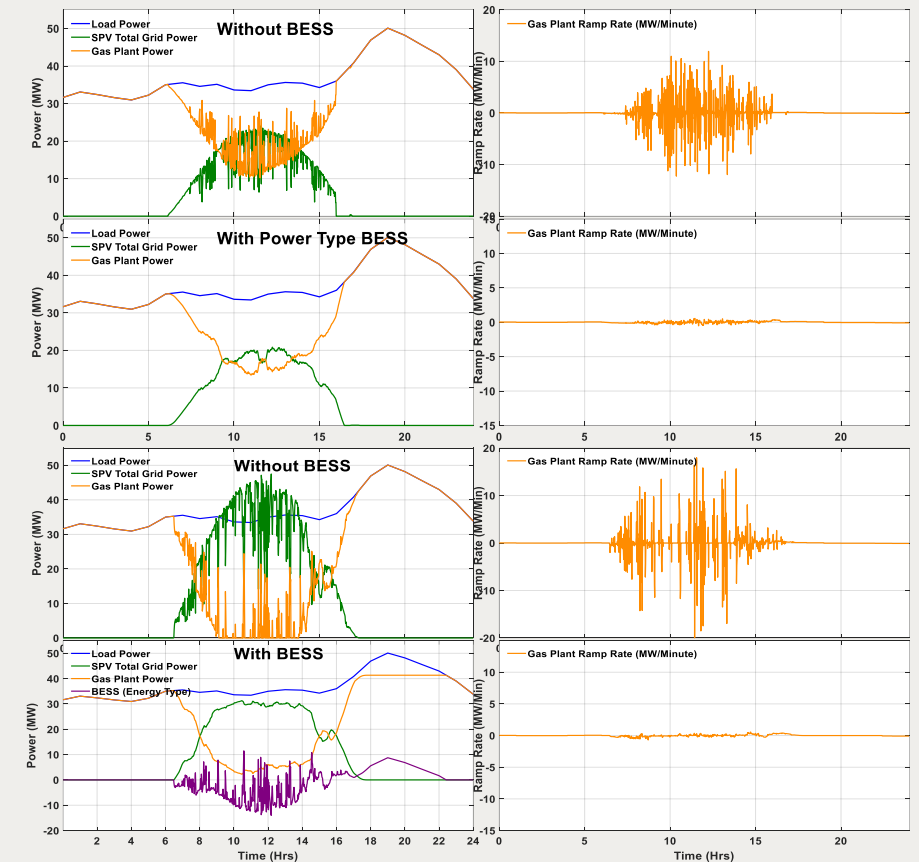 Without BESS
Load Power
SPV Total Grid Power
Gas Plant Power
Power (MW)
50
40
30
20
10
0
Gas Plant Ramp Rate (MW/Minute)
Ramp Rate (MW/Min)
20
10
0
-10
-20
With Power Type BESS
Load Power
SPV Total Grid Power
Gas Plant Power
Power (MW)
50
40
30
20
10
0
0 5 10 15 20
Gas Plant Ramp Rate (MW/Minute)
Ramp Rate (MW/Min)
15
10
5
0
-5
-10
-15
0 5 10 15 20
Without BESS
Load Power
SPV Total Grid Power
Gas Plant Power
Power (MW)
50
40
30
20
10
0
Gas Plant Ramp Rate (MW/Minute)
Ramp Rate (MW/Min)
20
10
0
-10
-20
With BESS
Load Power
SPV Total Grid Power
Gas Plant Power
BESS (Energy Type)
Power (MW)
50
40
30
20
10
0
-10
-20
2 4 6 8 10 12 14 16 18 20 22 24
Time (Hrs)
Gas Plant Ramp Rate (MW/Minute)
Ramp Rate (MW/Min)
10
5
0
-5
-10
-15
0 5 10 15 20
Time (Hrs)